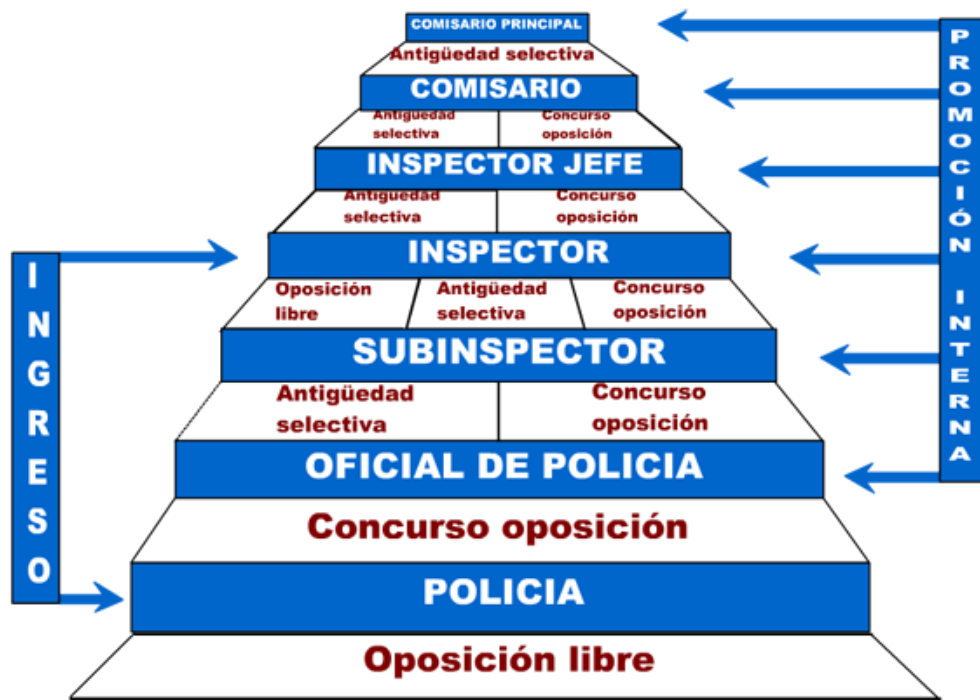 COMISARIO PRINCIPAL
Antigüedad selectiva
COMISARIO
Antigüedad
selectiva
Concurso
oposición
INSPECTOR JEFE
Antigüedad
selectiva
Concurso
oposición
INSPECTOR
Oposición
libre
Antigüedad
selectiva
Concurso
oposición
SUBINSPECTOR
Antigüedad
selectiva
Concurso
oposición
OFICIAL DE POLICIA
Concurso oposición
POLICIA
Oposición libre
INGRESO
PROMOCIÓN INTERNA